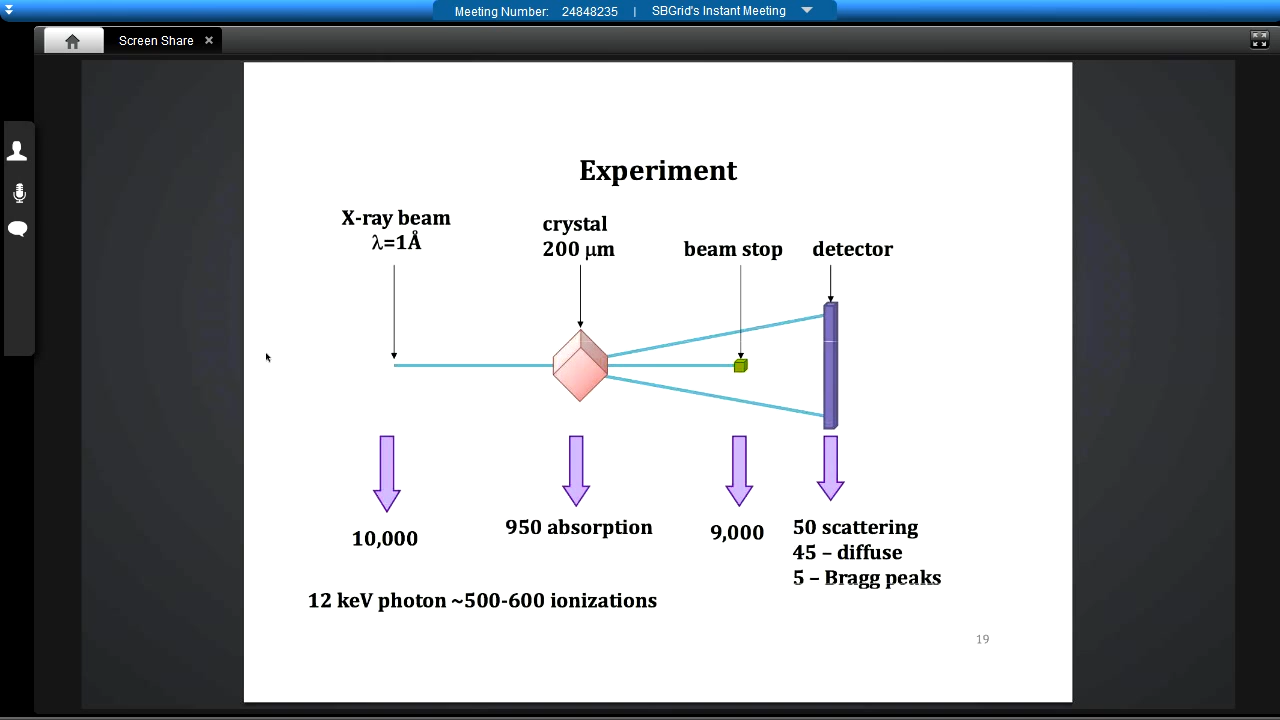 Meeting Number: 24848235 | SBGrid's Instant Meeting
Screen Share
Experiment
X-ray beam
λ=1Å
crystal
200 μm
beam stop
detector
10,000
950 absorption
9,000
50 scattering
45 – diffuse
5 – Bragg peaks
12 keV photon ~500-600 ionizations
19